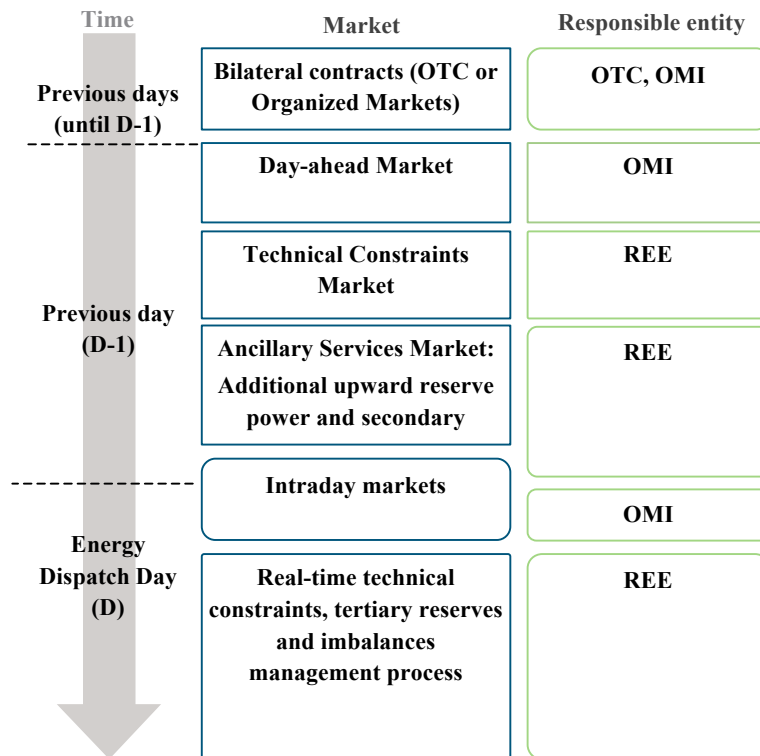 Time
Market
Responsible entity
Previous days
(until D-1)
Bilateral contracts (OTC or
Organized Markets)
OTC, OMI
Day-ahead Market
OMI
Previous day
(D-1)
Technical Constraints
Market
REE
Ancillary Services Market:
Additional upward reserve
power and secondary
REE
Intraday markets
OMI
Energy
Dispatch Day
(D)
Real-time technical
constraints, tertiary reserves
and imbalances
management process
REE